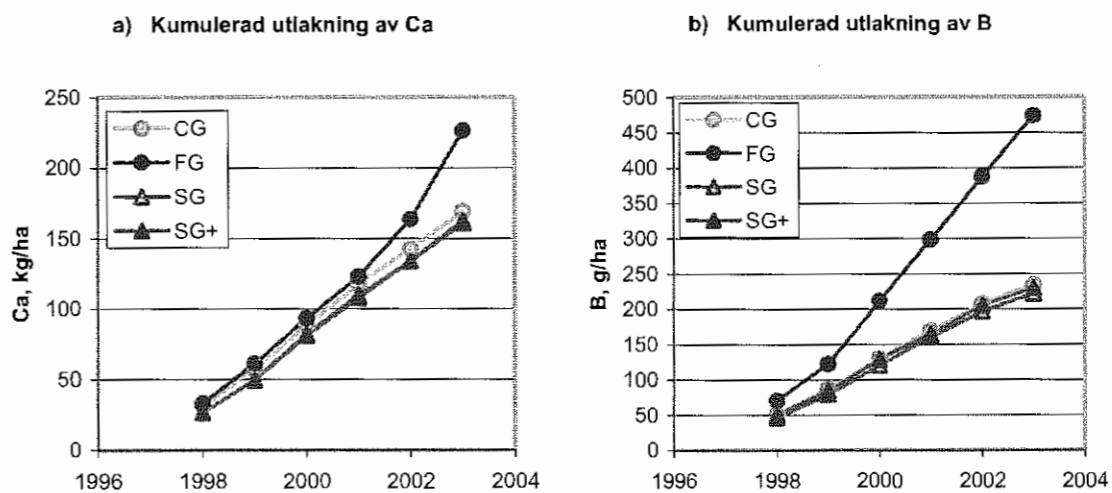 a) Kumulerad utlakning av Ca
250
200
150
100
50
0
Ca, kg/ha
CG
FG
SG
SG+
1996 1998 2000 2002 2004
b) Kumulerad utlakning av B
500
450
400
350
300
250
200
150
100
50
0
B, g/ha
CG
FG
SG
SG+
1996 1998 2000 2002 2004